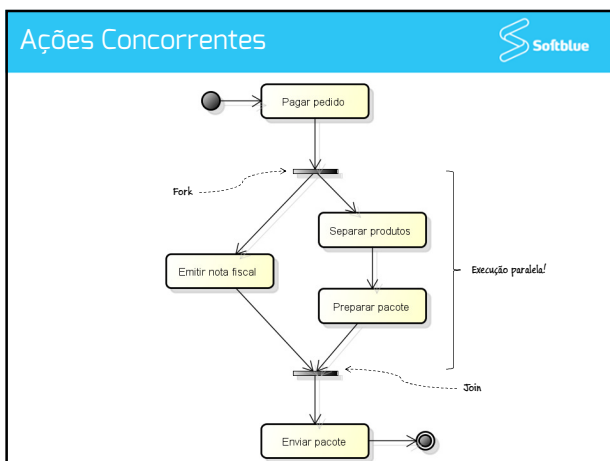 Ações Concorrentes
Softblue
Pagar pedido
Fork
Separar produtos
Emitir nota fiscal
Execução paralela!
Preparar pacote
Join
Enviar pacote